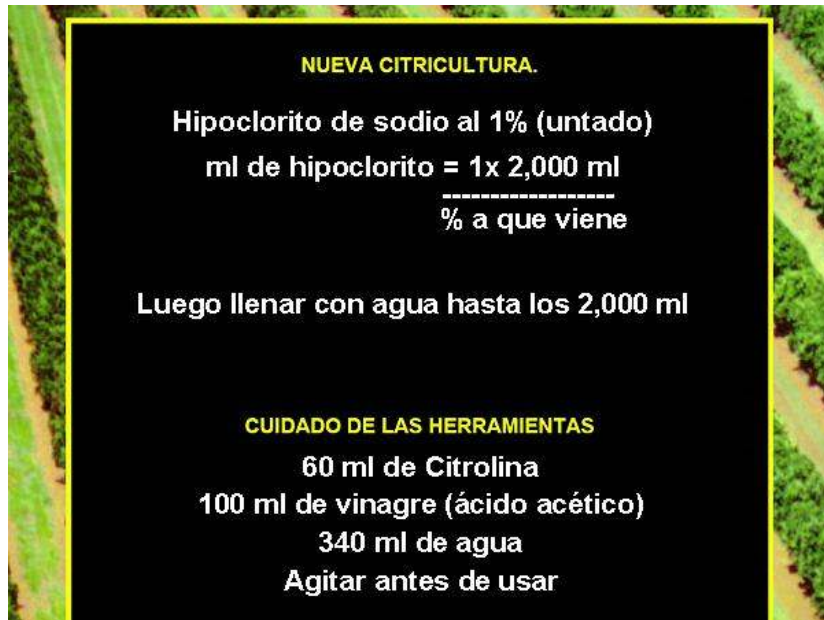 NUEVA CITRICULTURA.
Hipoclorito de sodio al 1% (untado)
ml de hipoclorito = 1x 2,000 ml
------------------
% a que viene
Luego llenar con agua hasta los 2,000 ml
CUIDADO DE LAS HERRAMIENTAS
60 ml de Citrolina
100 ml de vinagre (ácido acético)
340 ml de agua
Agitar antes de usar